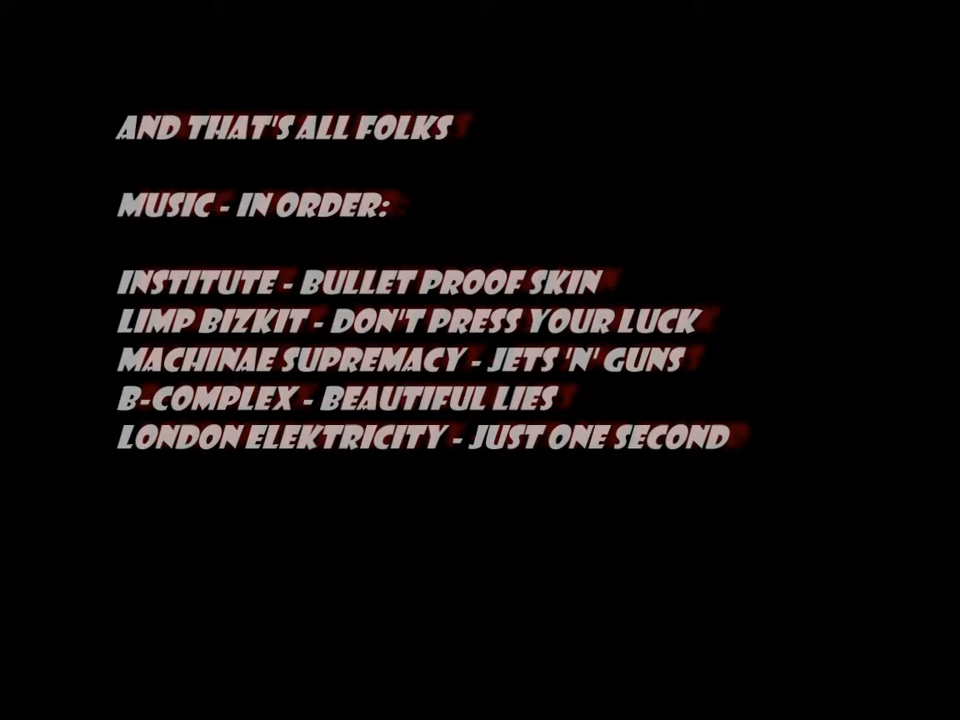 AND THAT'S ALL FOLKS
MUSIC - IN ORDER:
INSTITUTE - BULLET PROOF SKIN
LIMP BIZKIT - DON'T PRESS YOUR LUCK
MACHINAE SUPREMACY - JETS 'N' GUNS
B-COMPLEX - BEAUTIFUL LIES
LONDON ELEKTRICITY - JUST ONE SECOND